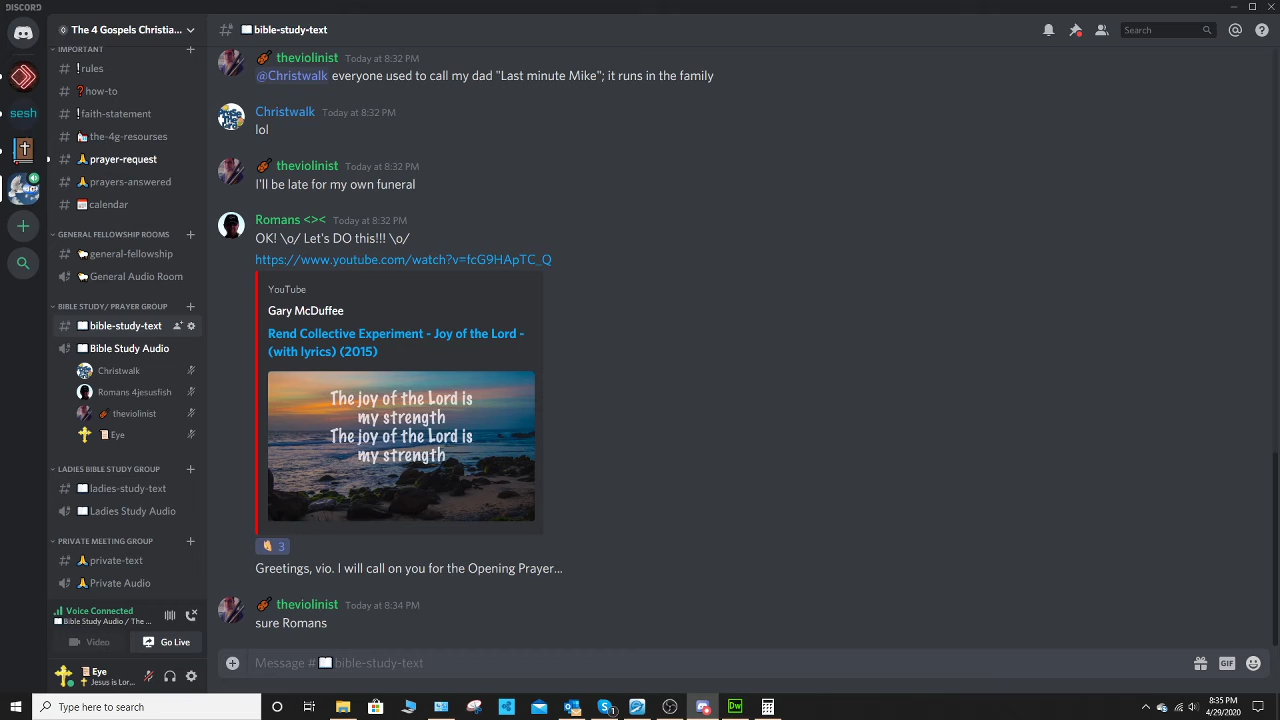 DISCORD
The 4 Gospels Christia...
bible-study-text
Search
IMPORTANT
rules
how-to
faith-statement
the-4g-resourses
prayer-request
prayers-answered
calendar
GENERAL FELLOWSHIP ROOMS
general-fellowship
General Audio Room
BIBLE STUDY/ PRAYER GROUP
bible-study-text
Bible Study Audio
Christwalk
Romans 4jesusfish
theviolinist
Eye
LADIES BIBLE STUDY GROUP
ladies-study-text
Ladies Study Audio
PRIVATE MEETING GROUP
private-text
Private Audio
Voice Connected
Bible Study Audio / The ...
Video
Go Live
Eye
Jesus is Lor...
sesh
theviolinist Today at 8:32 PM
@Christwalk everyone used to call my dad "Last minute Mike"; it runs in the family
Christwalk Today at 8:32 PM
lol
theviolinist Today at 8:32 PM
I'll be late for my own funeral
Romans <>< Today at 8:32 PM
OK! \o/ Let's DO this!!! \o/
https://www.youtube.com/watch?v=fcG9HApTC_Q
YouTube
Gary McDuffee
Rend Collective Experiment - Joy of the Lord -
(with lyrics) (2015)
The joy of the Lord is
my strength
The joy of the Lord is
my strength
3
Greetings, vio. I will call on you for the Opening Prayer...
theviolinist Today at 8:34 PM
sure Romans
Message # bible-study-text
GIF
Type here to search
Dw
8:35 PM
4/29/2020